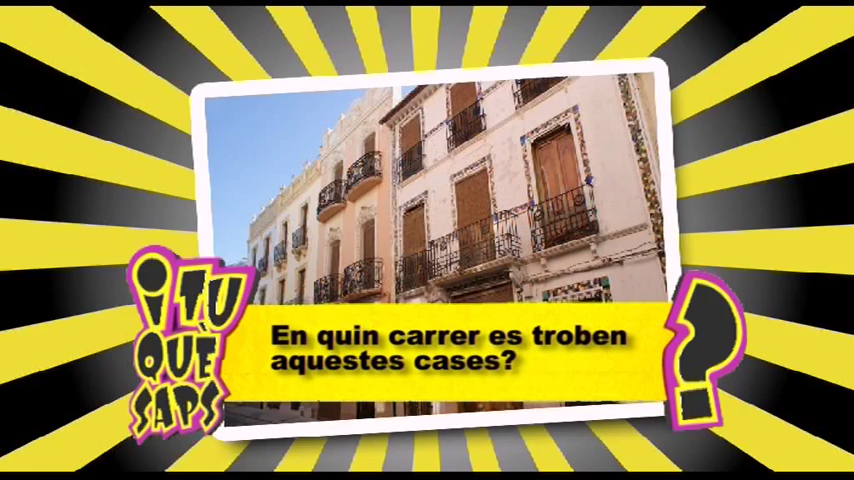 ¡TU
QUÈ
SAPS
En quin carrer es troben
aquestes cases?
?